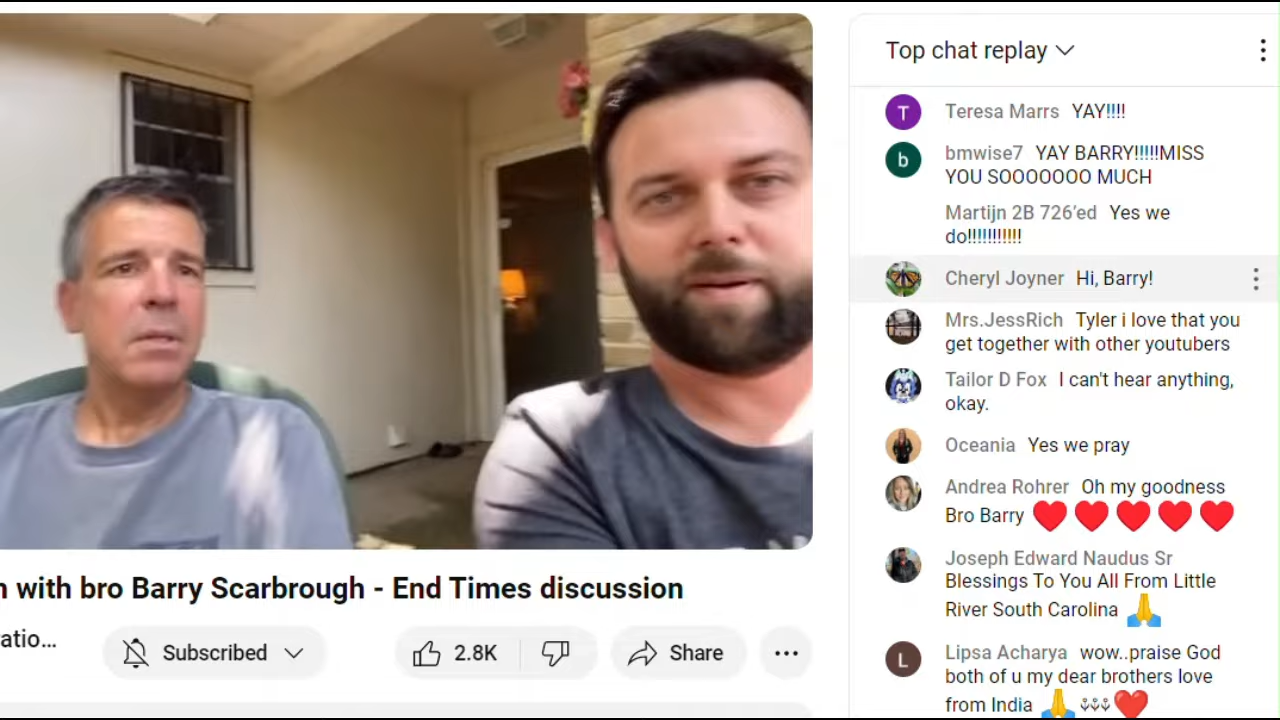 Top chat replay
T Teresa Marrs YAY!!!!
b bmwise7 YAY BARRY!!!!!MISS
YOU SOOOOOOO MUCH
Martijn 2B 726'ed Yes we
do!!!!!!!!!!!
Cheryl Joyner Hi, Barry!
Mrs.JessRich Tyler i love that you
get together with other youtubers
Tailor D Fox I can't hear anything,
okay.
Oceania Yes we pray
Andrea Rohrer Oh my goodness
Bro Barry ❤️❤️❤️❤️❤️
Joseph Edward Naudus Sr
Blessings To You All From Little
River South Carolina 🙏
L Lipsa Acharya wow..praise God
both of u my dear brothers love
from India 🙏 ❤️
n with bro Barry Scarbrough - End Times discussion
ratio...
Subscribed
2.8K
Share